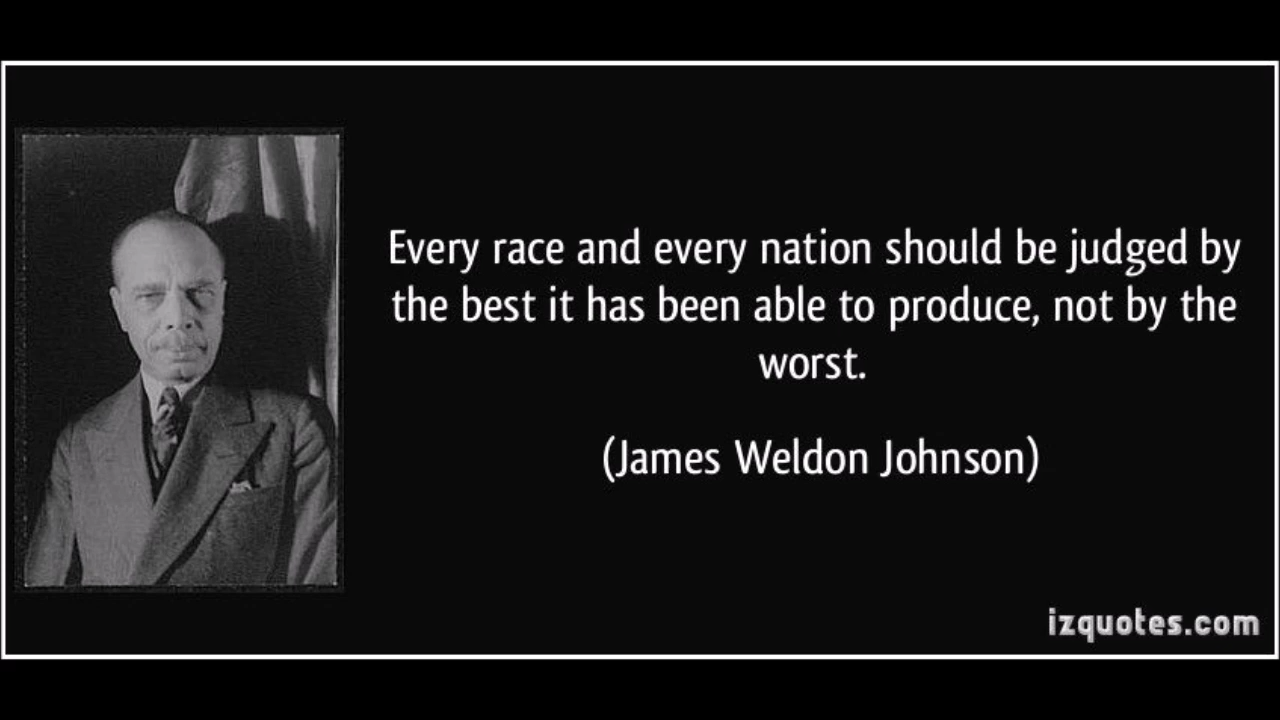 Every race and every nation should be judged by
the best it has been able to produce, not by the
worst.
(James Weldon Johnson)
izquotes.com